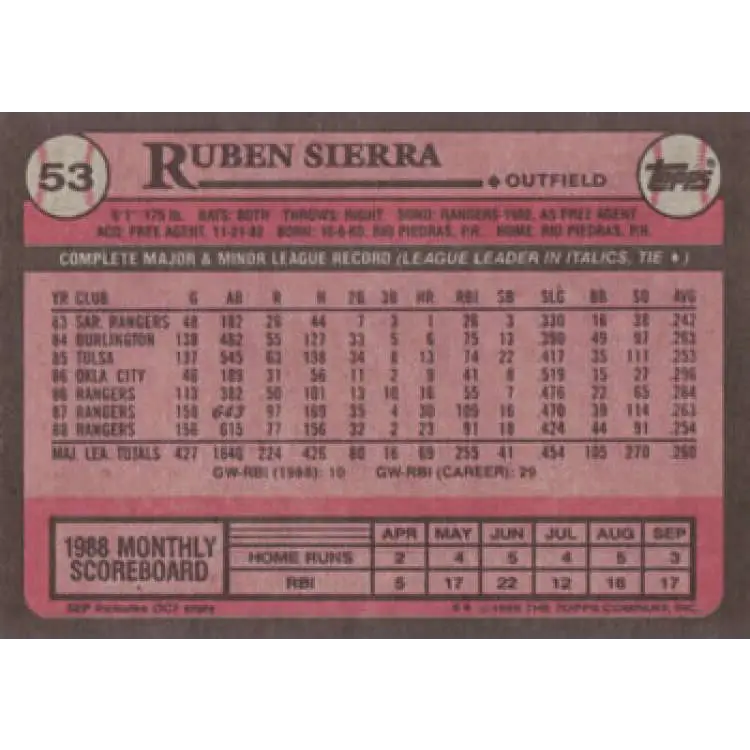 53
RUBEN SIERRA
♦ OUTFIELD
Topps®
6'1" 175 lb. BATS: BOTH THROWS: RIGHT SGND: RANGERS-1982, AS FREE AGENT
ACQ: FREE AGENT, 11-21-82 BORN: 10-6-65, RIO PIEDRAS, P.R. HOME: RIO PIEDRAS, P.R.
COMPLETE MAJOR & MINOR LEAGUE RECORD (LEAGUE LEADER IN ITALICS, TIE ♦)
YR CLUB G AB R H 2B 3B HR RBI SB SLG BB SO AVG
83 SAR. RANGERS 48 182 26 44 7 3 1 26 3 .330 16 38 .242
84 BURLINGTON 138 482 55 127 33 5 6 75 13 .390 49 97 .263
85 TULSA 137 545 63 138 34 8 13 74 22 .417 35 111 .253
86 OKLA CITY 46 189 31 56 11 2 9 41 8 .519 15 27 .296
86 RANGERS 113 382 50 101 13 10 16 55 7 .476 22 65 .264
87 RANGERS 158 643 97 169 35 4 30 109 16 .470 39 114 .263
88 RANGERS 156 615 77 156 32 2 23 91 18 .424 44 91 .254
MAJ. LEA. TOTALS 427 1640 224 426 80 16 69 255 41 .454 105 270 .260
GW-RBI (1988): 10 GW-RBI (CAREER): 29
1988 MONTHLY SCOREBOARD
APR MAY JUN JUL AUG SEP
HOME RUNS 2 4 5 4 5 3
RBI 5 17 22 12 18 17
SEP includes OCT stats
© 1989 THE TOPPS COMPANY, INC.